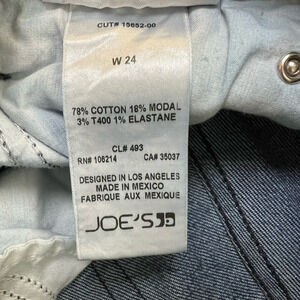 CUT# 15652-00
W 24
78% COTTON 18% MODAL
3% T400 1% ELASTANE
CL# 493
RN# 106214 CA# 35037
DESIGNED IN LOS ANGELES
MADE IN MEXICO
FABRIQUE AUX MEXIQUE
JOE'S